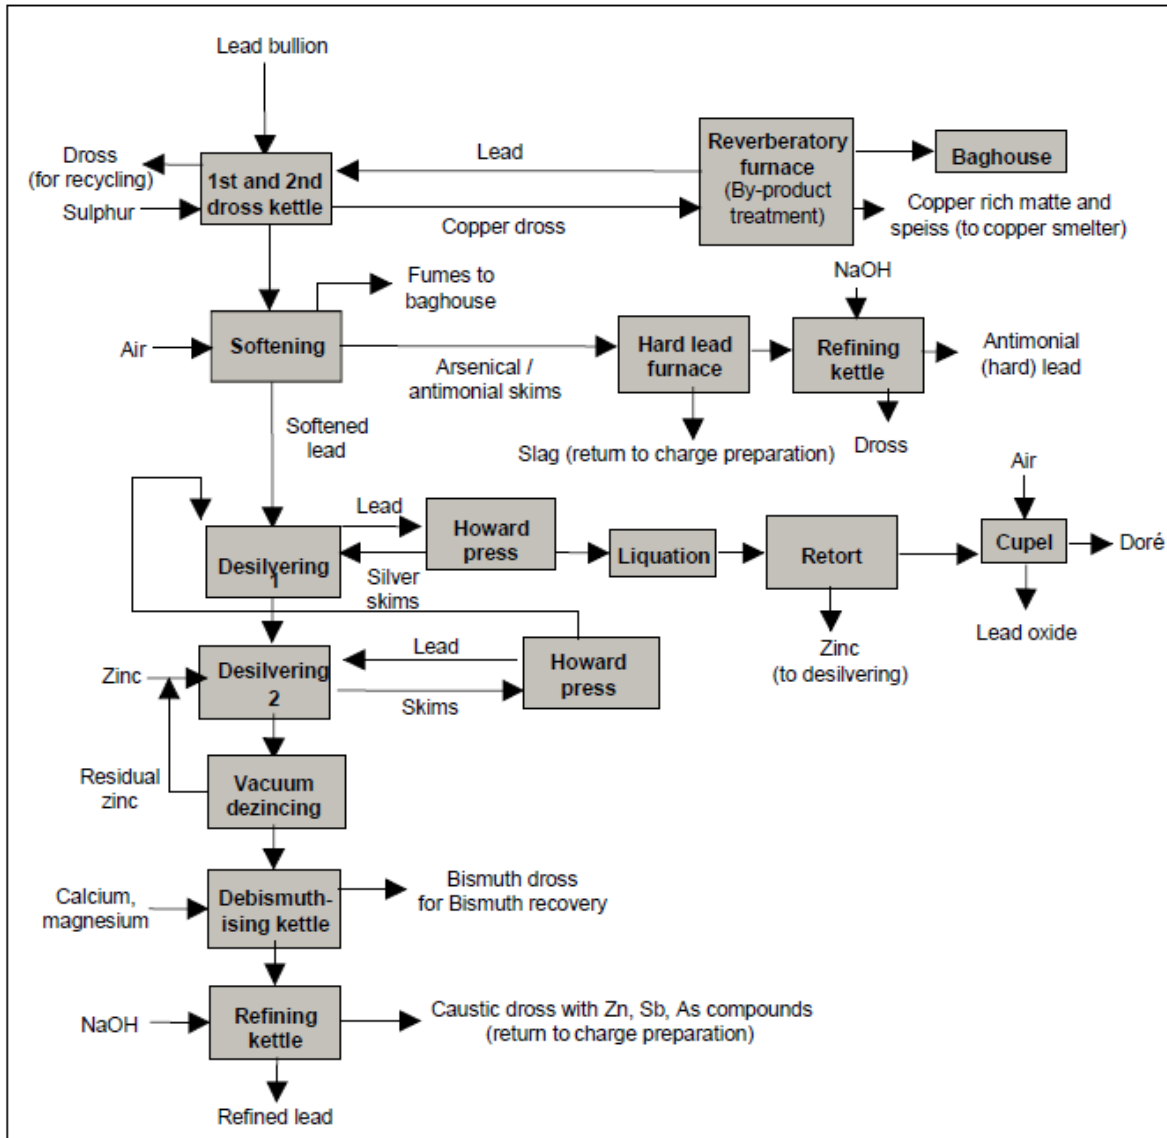 Lead bullion
Dross
(for recycling)
Sulphur
1st and 2nd
dross kettle
Lead
Copper dross
Reverberatory
furnace
(By-product
treatment)
Baghouse
Copper rich matte and
speiss (to copper smelter)
Fumes to
baghouse
Air
Softening
Arsenical /
antimonial skims
Hard lead
furnace
NaOH
Refining
kettle
Antimonial
(hard) lead
Slag (return to charge preparation)
Dross
Softened
lead
Lead
Howard
press
Desilvering
1
Silver
skims
Liquation
Retort
Air
Cupel
Doré
Zinc
(to desilvering)
Lead oxide
Zinc
Desilvering
2
Lead
Skims
Howard
press
Residual
zinc
Vacuum
dezincing
Calcium,
magnesium
Debismuth-
ising kettle
Bismuth dross
for Bismuth recovery
NaOH
Refining
kettle
Caustic dross with Zn, Sb, As compounds
(return to charge preparation)
Refined lead